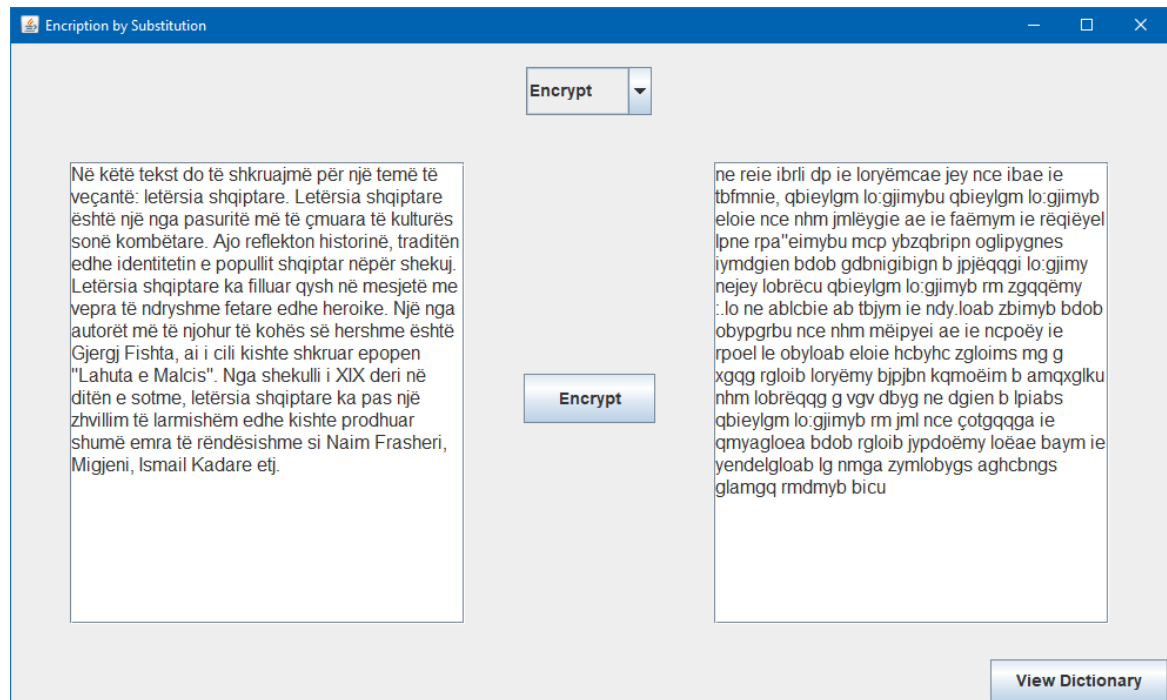 Encription by Substitution
Encrypt
Në këtë tekst do të shkruajmë për një temë të
veçantë: letërsia shqiptare. Letërsia shqiptare
është një nga pasuritë më të çmuara të kulturës
sonë kombëtare. Ajo reflekton historinë, traditën
edhe identitetin e popullit shqiptar nëpër shekuj.
Letërsia shqiptare ka filluar qysh në mesjetë me
vepra të ndryshme fetare edhe heroike. Një nga
autorët më të njohur të kohës së hershme është
Gjergj Fishta, ai i cili kishte shkruar epopen
"Lahuta e Malcis". Nga shekulli i XIX deri në
ditën e sotme, letërsia shqiptare ka pas një
zhvillim të larmishëm edhe kishte prodhuar
shumë emra të rëndësishme si Naim Frasheri,
Migjeni, Ismail Kadare etj.
Encrypt
ne reie ibrli dp ie loryëmcae jey nce ibae ie
tbfmnie, qbieylgm lo:gjimybu qbieylgm lo:gjimyb
eloie nce nhm jmlëygie ae ie faëmym ie rëqiëyel
lpne rpa"eimybu mcp ybzqbripn oglipygnes
iymdgien bdob gdbnigibign b jpjëqqgi lo:gjimy
nejey lobrëcu qbieylgm lo:gjimyb rm zgqqëmy
:.lo ne ablcbie ab tbjym ie ndy.loab zbimyb bdob
obypgrbu nce nhm mëipyei ae ie ncpoëy ie
rpoel le obyloab eloie hcbyhc zgloims mg g
xgqg rgloib loryëmy bjpjbn kqmoëim b amqxglku
nhm lobrëqqg g vgv dbyg ne dgien b lpiabs
qbieylgm lo:gjimyb rm jml nce çotgqqga ie
qmyagloea bdob rgloib jypdoëmy loëae baym ie
yendelgloab lg nmga zymlobygs aghcbngs
glamgq rmdmyb bicu
View Dictionary